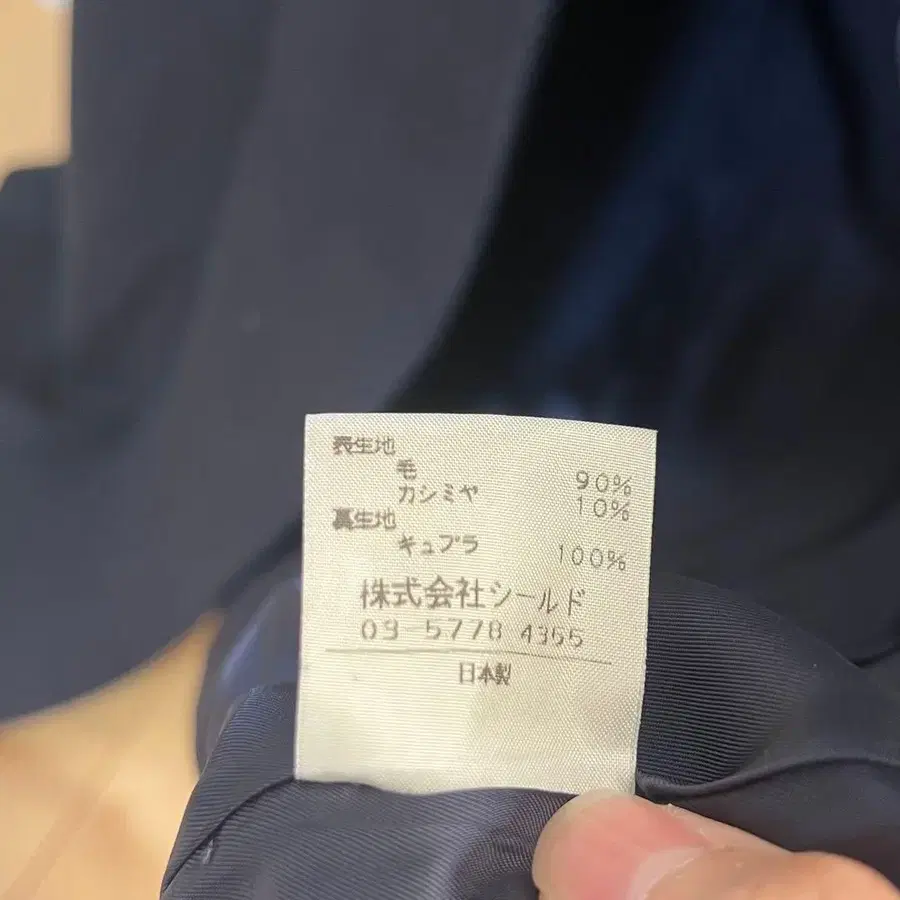 表生地
毛 90%
カシミヤ 10%
裏生地
キュプラ 100%
株式会社シールド
03-5778 4355
日本製